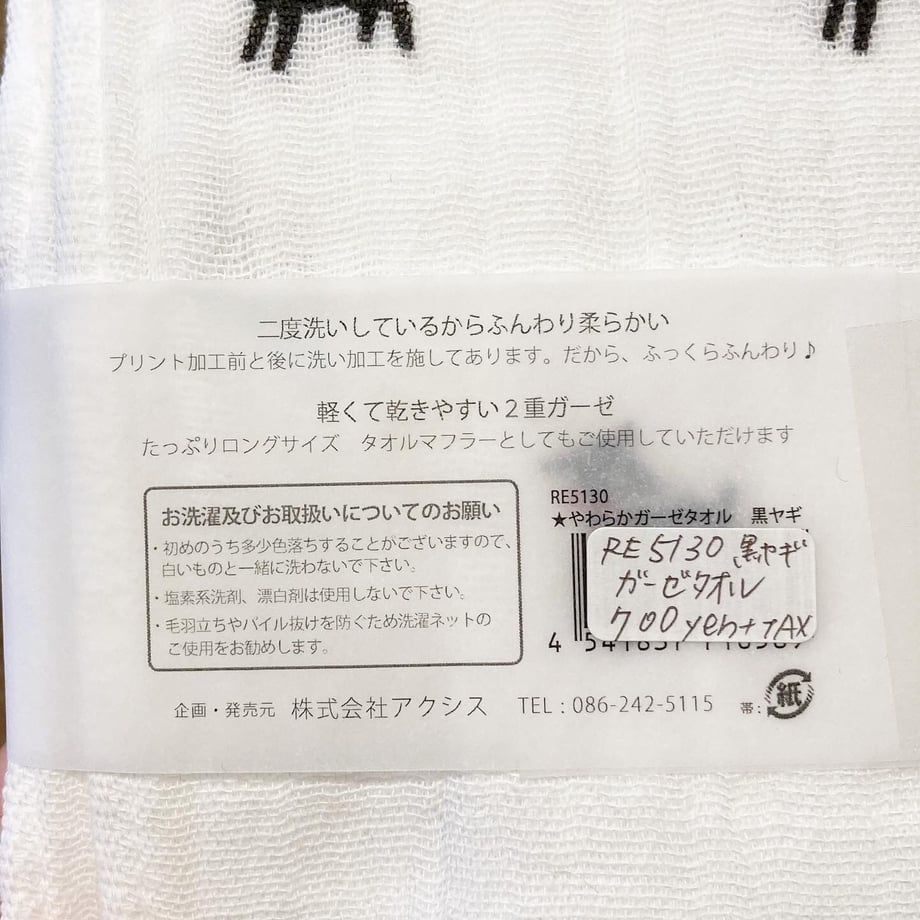 二度洗いしているからふんわり柔らかい
プリント加工前と後に洗い加工を施してあります。だから、ふっくらふんわり♪
軽くて乾きやすい２重ガーゼ
たっぷりロングサイズ　タオルマフラーとしてもご使用していただけます
お洗濯及びお取扱いについてのお願い
・初めのうち多少色落ちすることがございますので、
白いものと一緒に洗わないで下さい。
・塩素系洗剤、漂白剤は使用しないで下さい。
・毛羽立ちやパイル抜けを防ぐため洗濯ネットの
ご使用をお勧めします。
RE5130
★やわらかガーゼタオル　黒ヤギ
RE5130 黒ヤギ
ガーゼタオル
700yen+TAX
企画・発売元　株式会社アクシス　TEL : 086-242-5115　帯:
紙